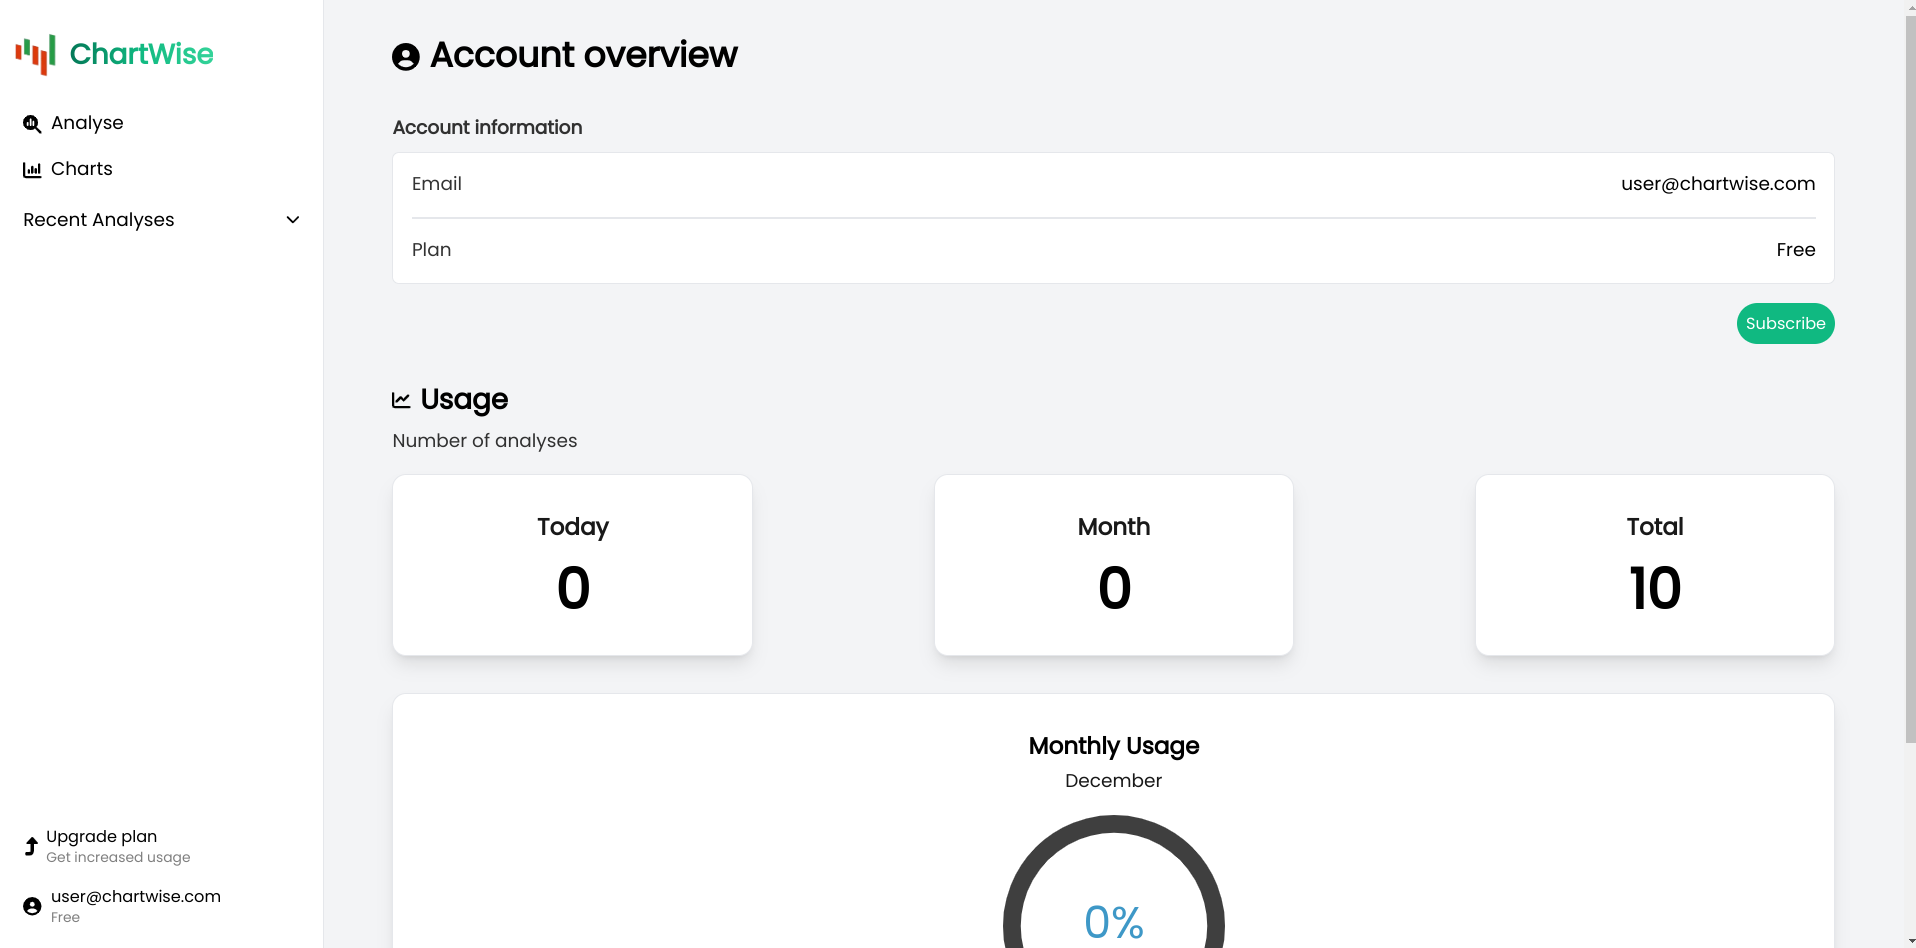 ChartWise
Analyse
Charts
Recent Analyses
Upgrade plan
Get increased usage
user@chartwise.com
Free
Account overview
Account information
Email user@chartwise.com
Plan Free
Subscribe
Usage
Number of analyses
Today
0
Month
0
Total
10
Monthly Usage
December
0%